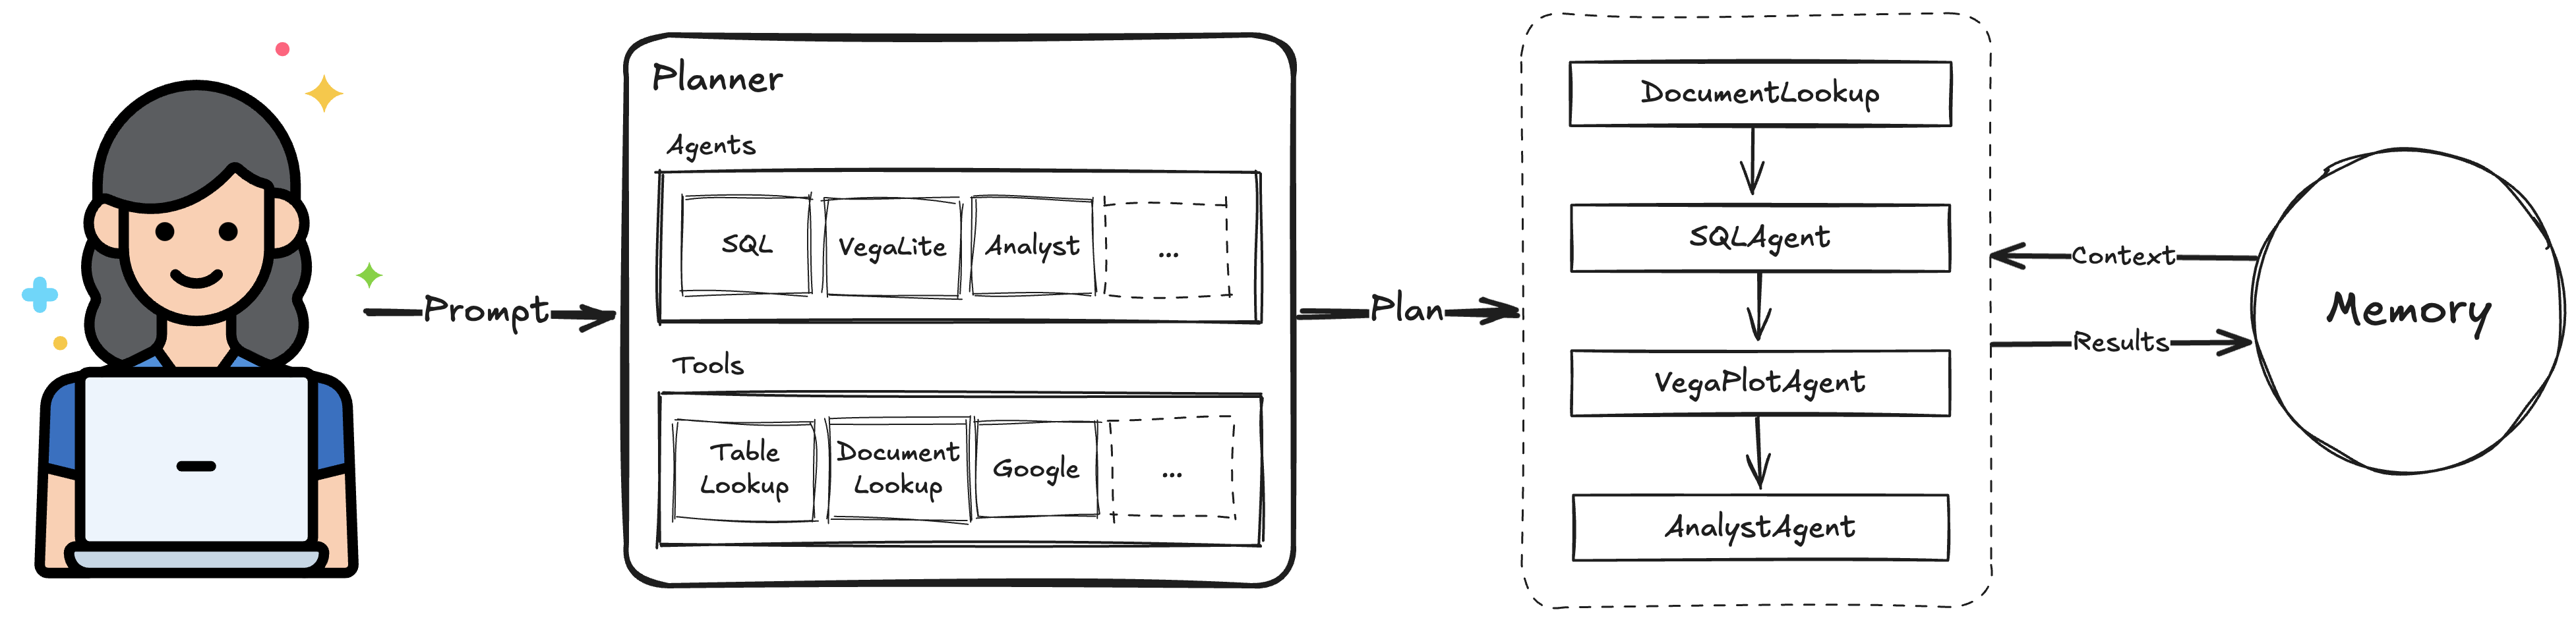 Prompt
Planner
Agents
SQL
VegaLite
Analyst
...
Tools
Table
Lookup
Document
Lookup
Google
...
Plan
DocumentLookup
SQLAgent
VegaPlotAgent
AnalystAgent
Context
Results
Memory